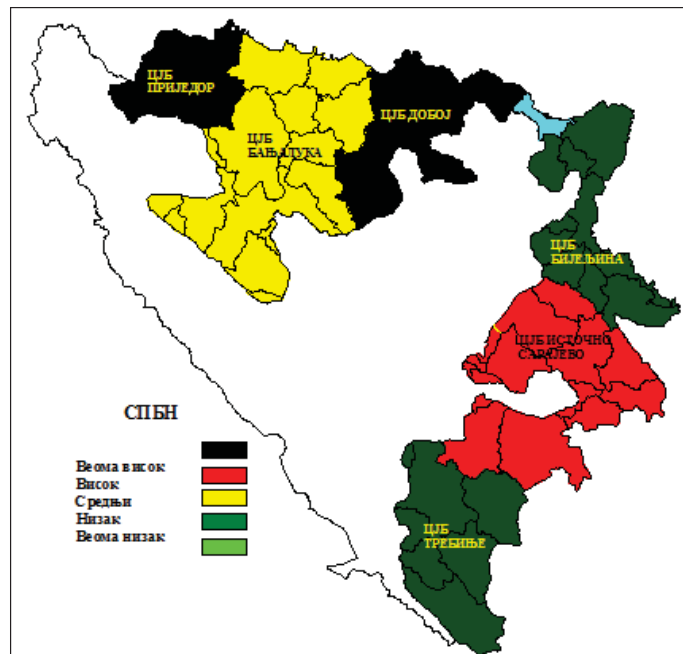 ЦЈБ
ПРИЈЕДОР
ЦЈБ ДОБОЈ
ЦЈБ
БАЊАЛУКА
ЦЈБ
БИЈЕЉИНА
ЦЈБ ИСТОЧНО
САРАЈЕВО
ЦЈБ
ТРЕБИЊЕ
СПБН
Веома висок
Висок
Средњи
Низак
Веома низак